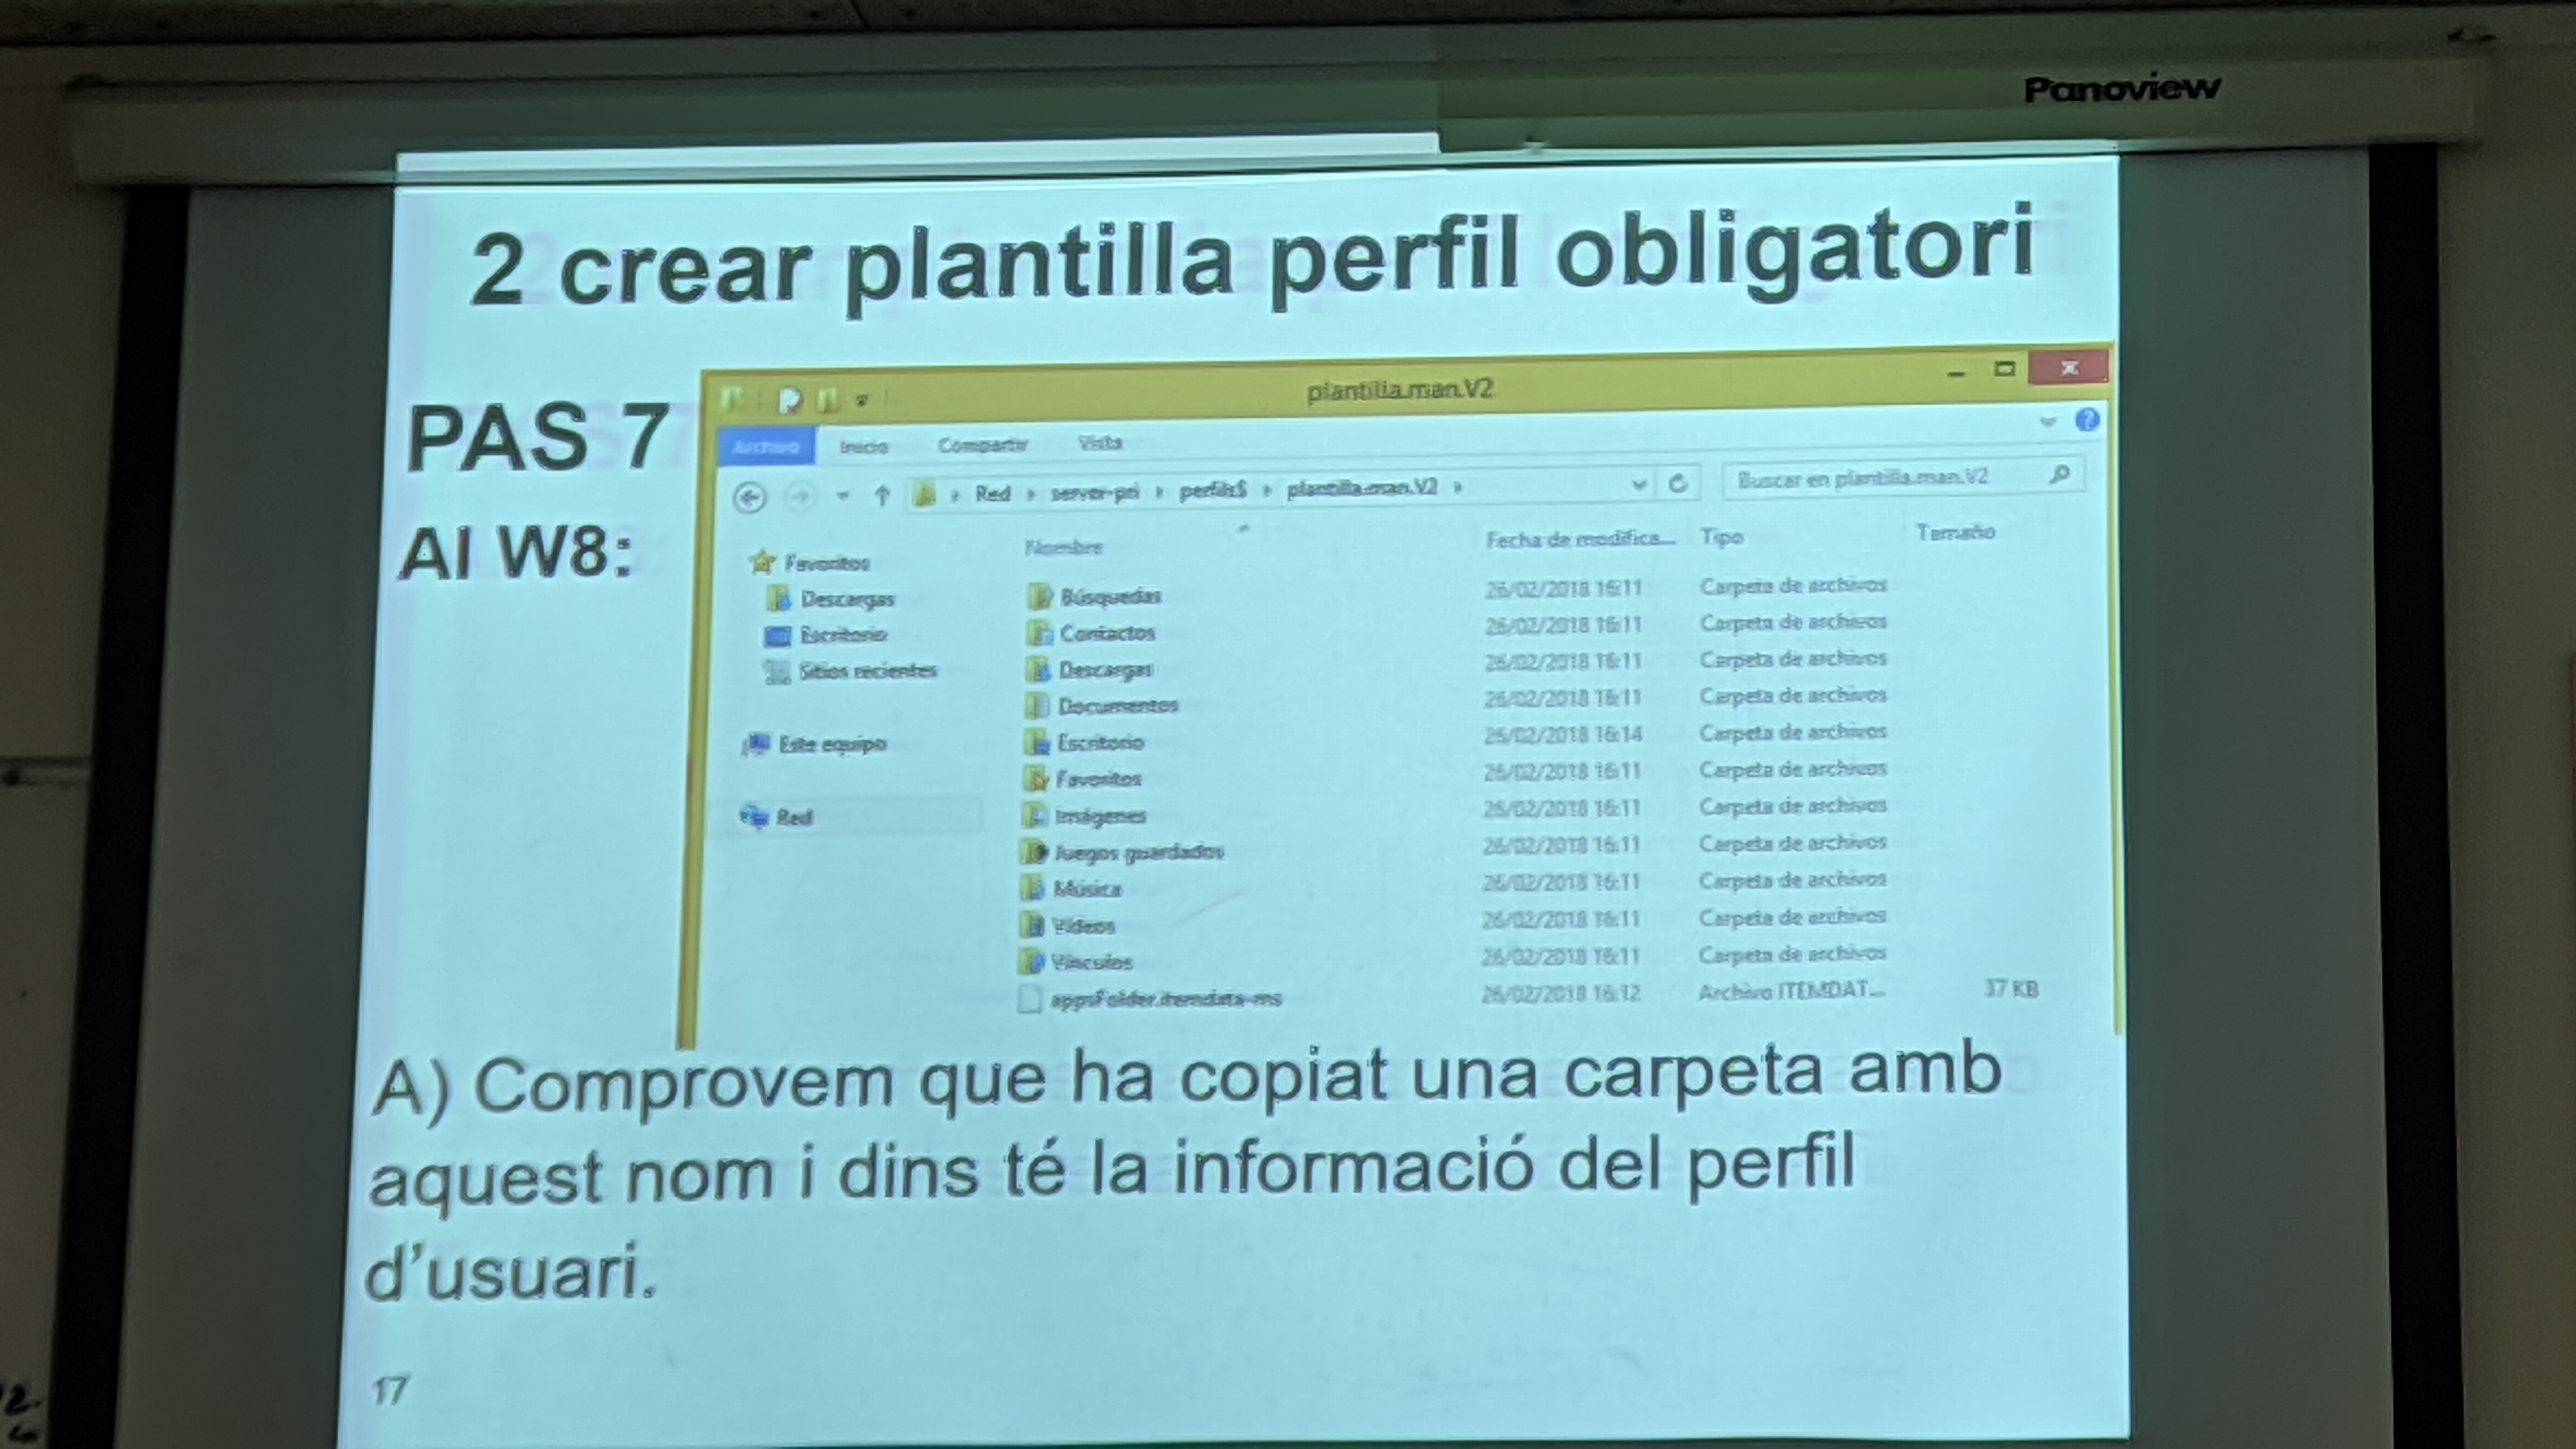 Panoview
2 crear plantilla perfil obligatori
PAS 7
Al W8:
plantilla.man.V2
Archivo Inicio Compartir Vista
Red server-pri plantilla.man.V2
Buscar en plantilla.man.V2
Nombre Fecha de modifica... Tipo Tamaño
Favoritos
Descargas
Escritorio
Sitios recientes
Este equipo
Red
Búsquedas 26/02/2018 16:11 Carpeta de archivos
Contactos 26/02/2018 16:11 Carpeta de archivos
Descargas 26/02/2018 16:11 Carpeta de archivos
Documentos 26/02/2018 16:11 Carpeta de archivos
Escritorio 26/02/2018 16:14 Carpeta de archivos
Favoritos 26/02/2018 16:11 Carpeta de archivos
Imágenes 26/02/2018 16:11 Carpeta de archivos
Juegos guardados 26/02/2018 16:11 Carpeta de archivos
Música 26/02/2018 16:11 Carpeta de archivos
Vídeos 26/02/2018 16:11 Carpeta de archivos
Vínculos 26/02/2018 16:11 Carpeta de archivos
appsFolder.itemdata-ms 26/02/2018 16:12 Archivo ITEMDAT... 37 KB
A) Comprovem que ha copiat una carpeta amb
aquest nom i dins té la informació del perfil
d'usuari.
17